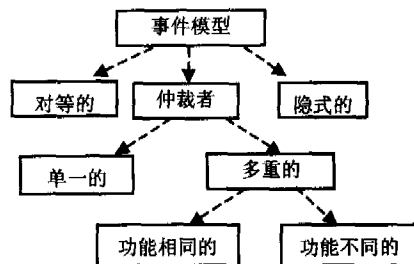 事件模型
对等的
仲裁者
隐式的
单一的
多重的
功能相同的
功能不同的